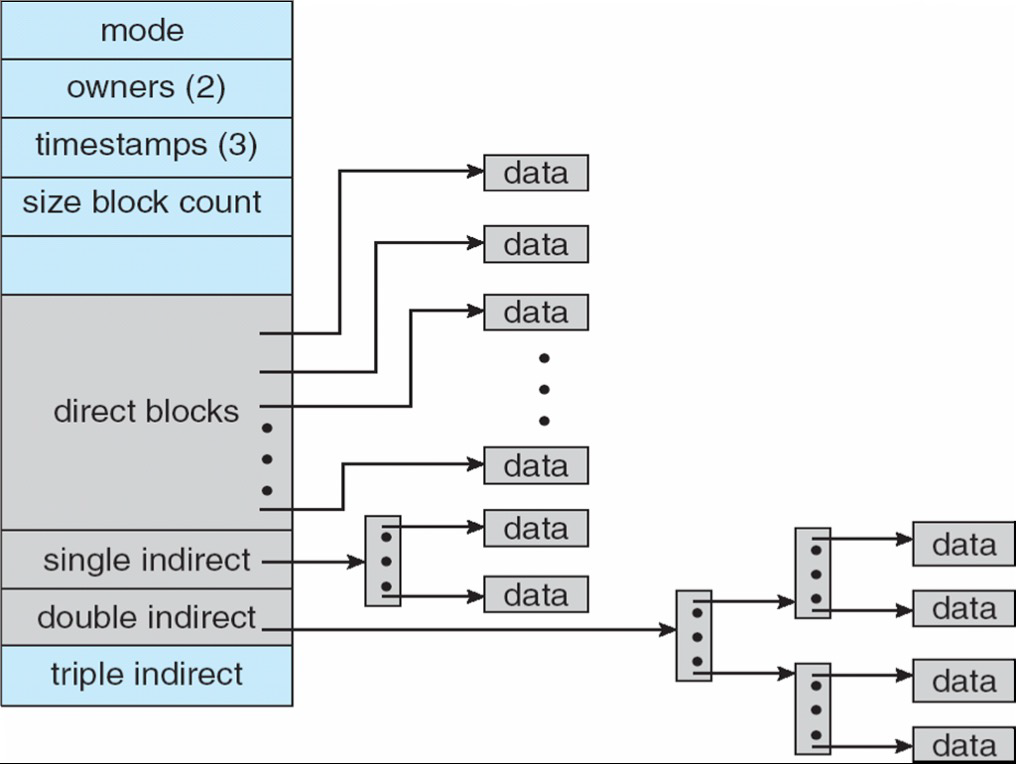 mode
owners (2)
timestamps (3)
size block count
direct blocks
single indirect
double indirect
triple indirect
data
data
data
data
data
data
data
data
data
data